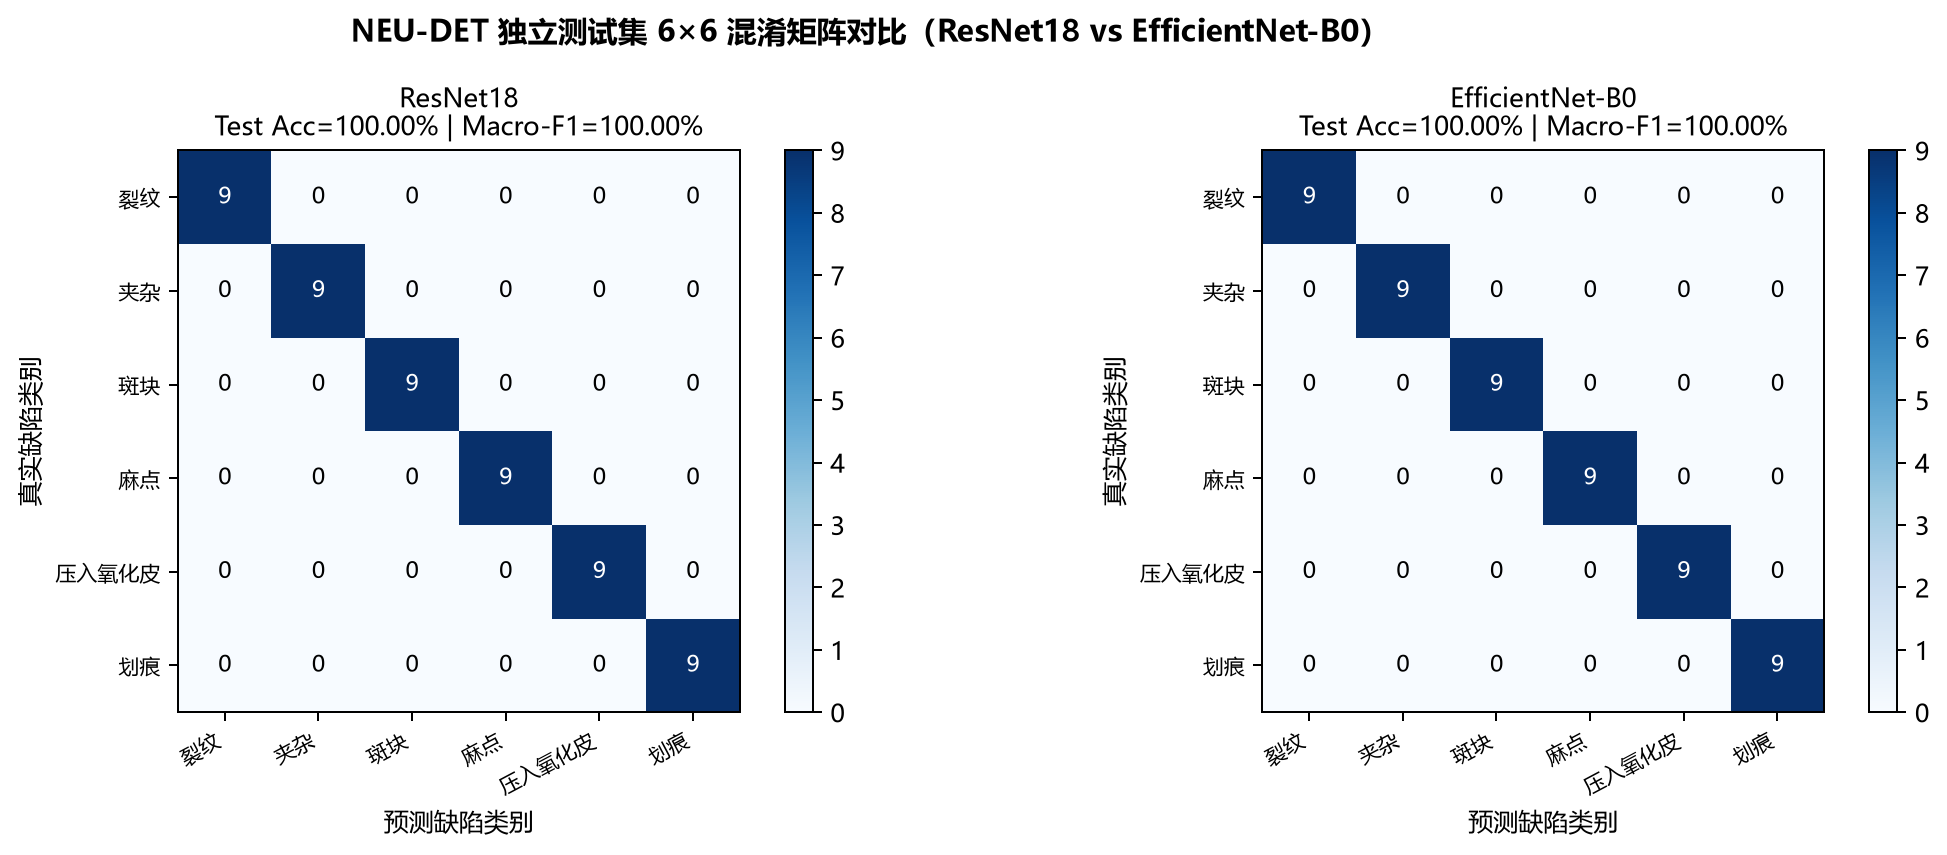 NEU-DET 独立测试集 6×6 混淆矩阵对比（ResNet18 vs EfficientNet-B0）
ResNet18
Test Acc=100.00% | Macro-F1=100.00%
真实缺陷类别
裂纹 9 0 0 0 0 0
夹杂 0 9 0 0 0 0
斑块 0 0 9 0 0 0
麻点 0 0 0 9 0 0
压入氧化皮 0 0 0 0 9 0
划痕 0 0 0 0 0 9
裂纹 夹杂 斑块 麻点 压入氧化皮 划痕
预测缺陷类别
9
8
7
6
5
4
3
2
1
0
EfficientNet-B0
Test Acc=100.00% | Macro-F1=100.00%
真实缺陷类别
裂纹 9 0 0 0 0 0
夹杂 0 9 0 0 0 0
斑块 0 0 9 0 0 0
麻点 0 0 0 9 0 0
压入氧化皮 0 0 0 0 9 0
划痕 0 0 0 0 0 9
裂纹 夹杂 斑块 麻点 压入氧化皮 划痕
预测缺陷类别
9
8
7
6
5
4
3
2
1
0